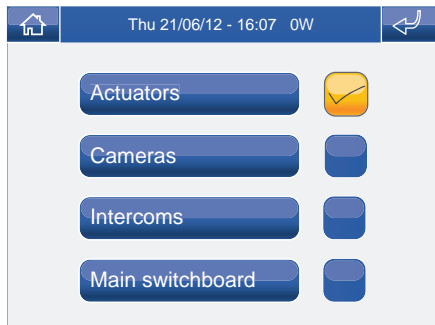 Thu 21/06/12 - 16:07 0W
Actuators
Cameras
Intercoms
Main switchboard